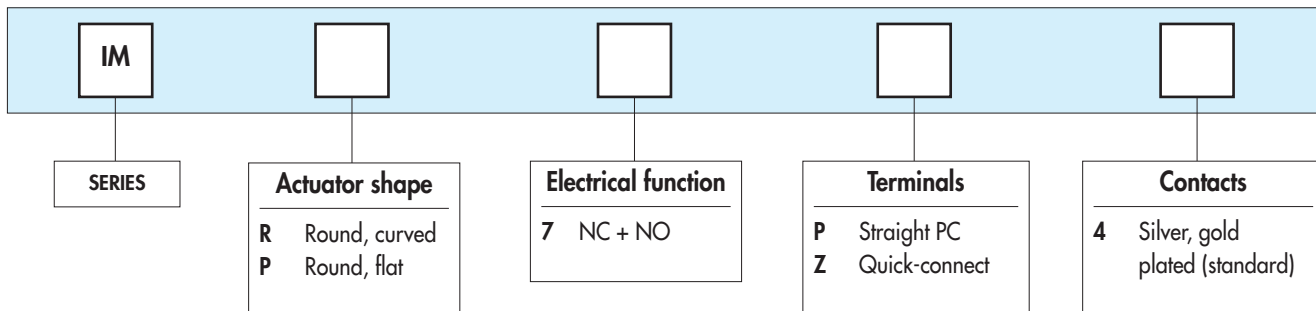 IM
SERIES
Actuator shape
R Round, curved
P Round, flat
Electrical function
7 NC + NO
Terminals
P Straight PC
Z Quick-connect
Contacts
4 Silver, gold
plated (standard)